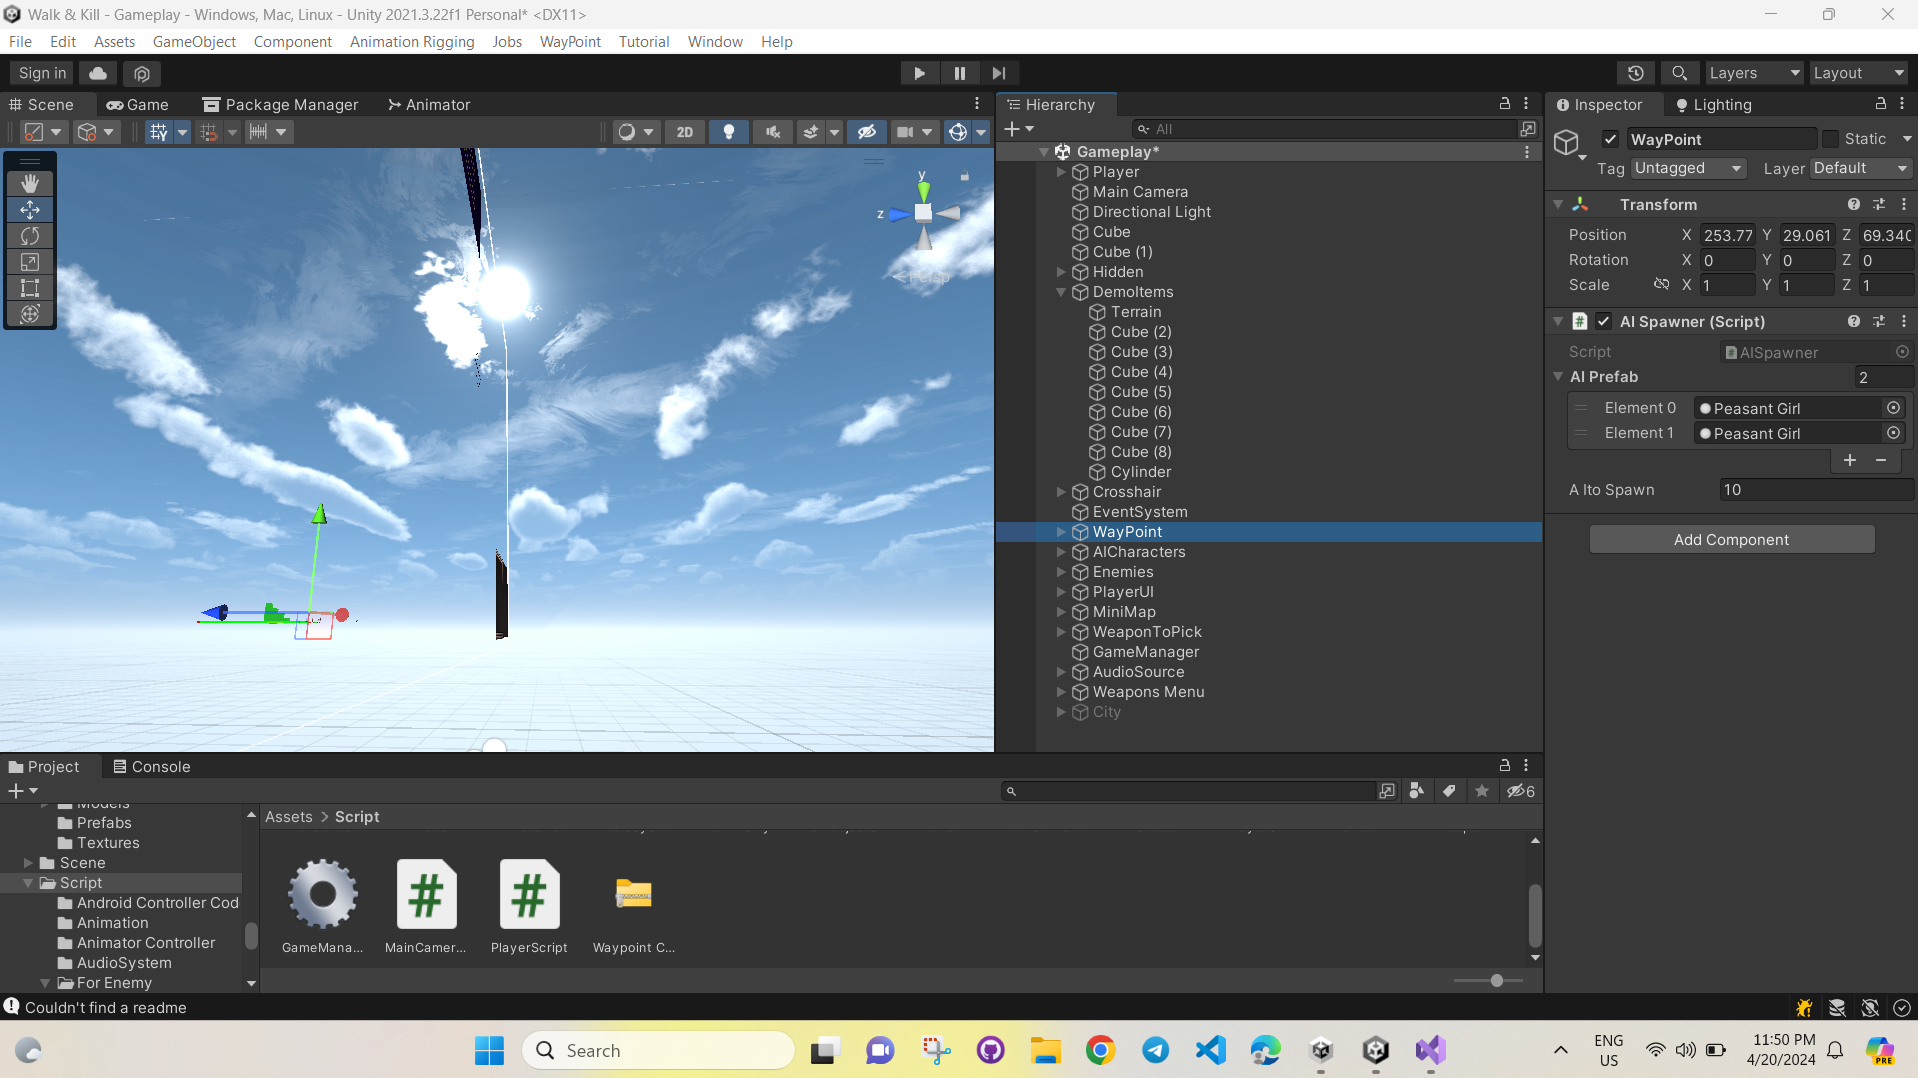 Walk & Kill - Gameplay - Windows, Mac, Linux - Unity 2021.3.22f1 Personal* <DX11>
File Edit Assets GameObject Component Animation Rigging Jobs WayPoint Tutorial Window Help
Sign in
Layers
Layout
Scene
Game
Package Manager
Animator
2D
y
z
Persp
Hierarchy
All
Gameplay*
Player
Main Camera
Directional Light
Cube
Cube (1)
Hidden
DemoItems
Terrain
Cube (2)
Cube (3)
Cube (4)
Cube (5)
Cube (6)
Cube (7)
Cube (8)
Cylinder
Crosshair
EventSystem
WayPoint
AICharacters
Enemies
PlayerUI
MiniMap
WeaponToPick
GameManager
AudioSource
Weapons Menu
City
Inspector
Lighting
WayPoint
Static
Tag Untagged
Layer Default
Transform
Position X 253.77 Y 29.061 Z 69.340
Rotation X 0 Y 0 Z 0
Scale X 1 Y 1 Z 1
AI Spawner (Script)
Script AISpawner
AI Prefab 2
Element 0 Peasant Girl
Element 1 Peasant Girl
A Ito Spawn 10
Add Component
Project
Console
6
Models
Prefabs
Textures
Scene
Script
Android Controller Cod
Animation
Animator Controller
AudioSystem
For Enemy
Assets > Script
GameMana...
MainCamer...
PlayerScript
Waypoint C...
Couldn't find a readme
Search
ENG
US
11:50 PM
4/20/2024
PRE